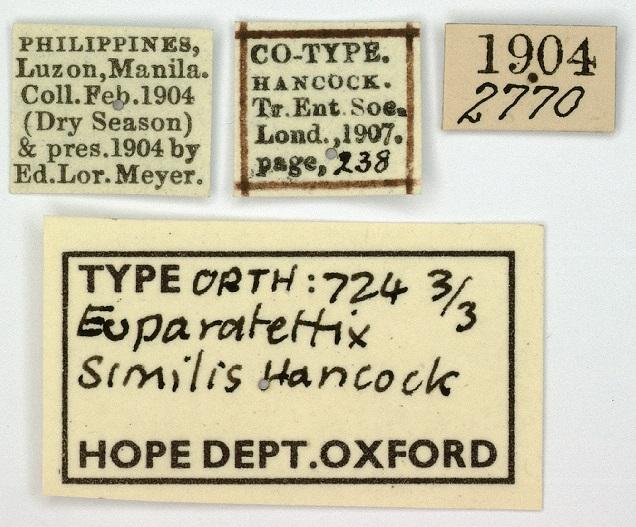 PHILIPPINES,
Luzon, Manila.
Coll. Feb. 1904
(Dry Season)
& pres. 1904 by
Ed. Lor. Meyer.
CO-TYPE.
HANCOCK.
Tr. Ent. Soc.
Lond., 1907.
page, 238
1904
2770
TYPE ORTH: 724 3/3
Euparatettix
Similis Hancock
HOPE DEPT. OXFORD